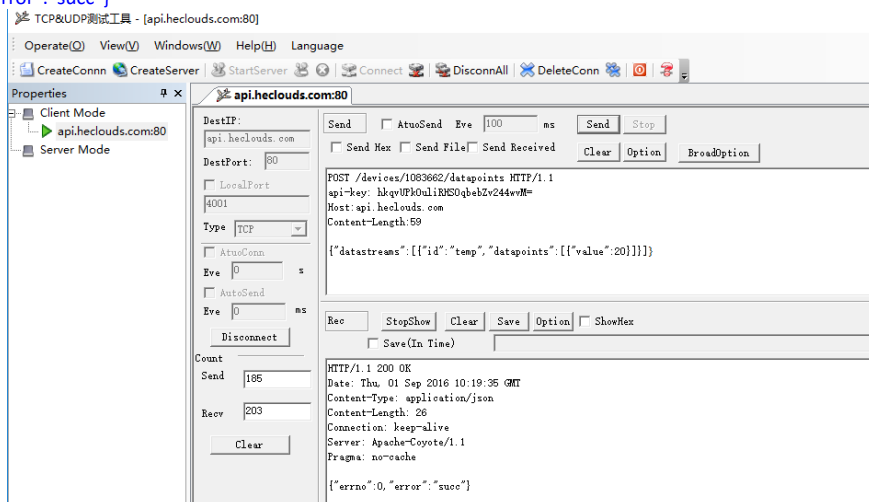 rror : succ }
TCP&UDP测试工具 - [api.heclouds.com:80]
Operate(O) View(V) Windows(W) Help(H) Language
CreateConnn CreateServer StartServer Connect DisconnAll DeleteConn
Properties
Client Mode
api.heclouds.com:80
Server Mode
api.heclouds.com:80
DestIP:
api.heclouds.com
DestPort: 80
LocalPort
4001
Type TCP
AtuoConn
Eve 0 s
AutoSend
Eve 0 ms
Disconnect
Count
Send 185
Recv 203
Clear
Send AtuoSend Eve 100 ms Send Stop
Send Hex Send File Send Received Clear Option BroadOption
POST /devices/1083662/datapoints HTTP/1.1
api-key: hkqvUPkOuliRHSOqbebZv244wvM=
Host:api.heclouds.com
Content-Length:59
{"datastreams":[{"id":"temp","datapoints":[{"value":20}]}]}
Rec StopShow Clear Save Option ShowHex
Save(In Time)
HTTP/1.1 200 OK
Date: Thu, 01 Sep 2016 10:19:35 GMT
Content-Type: application/json
Content-Length: 26
Connection: keep-alive
Server: Apache-Coyote/1.1
Pragma: no-cache
{"errno":0,"error":"succ"}